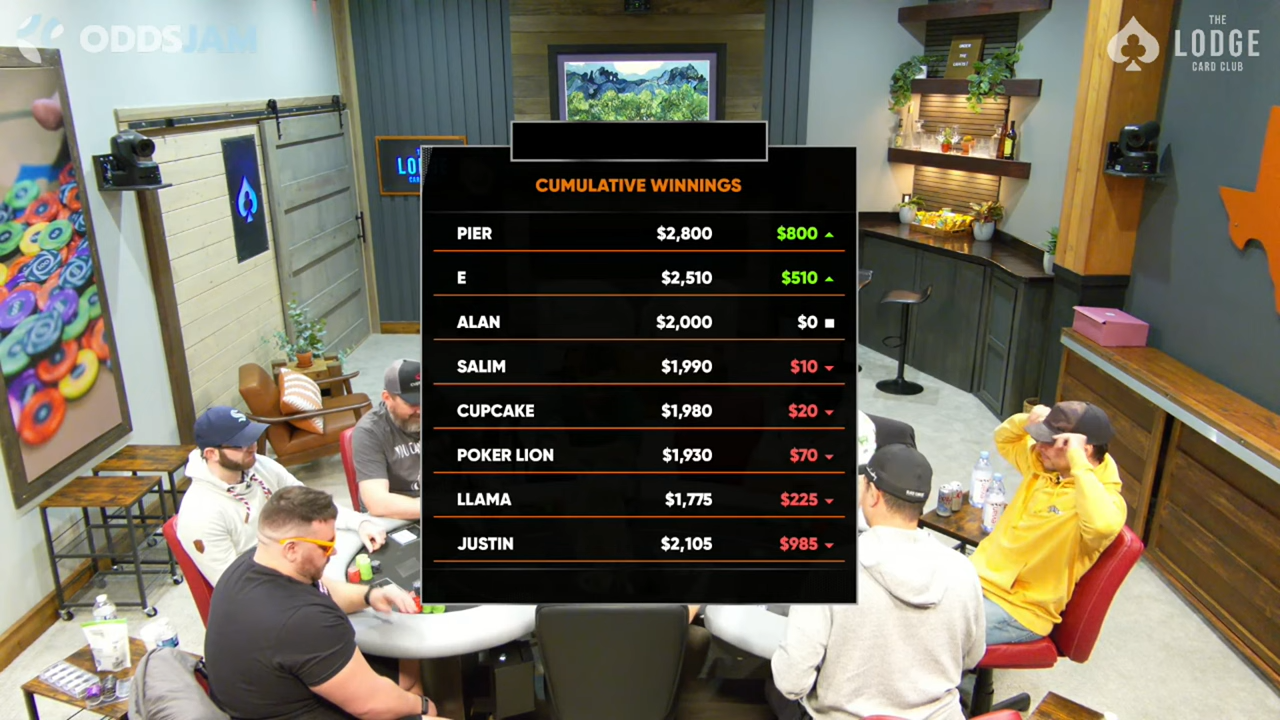 ODDSJAM
THE
LODGE
CARD CLUB
LO
CUMULATIVE WINNINGS
PIER $2,800 $800
E $2,510 $510
ALAN $2,000 $0
SALIM $1,990 $10
CUPCAKE $1,980 $20
POKER LION $1,930 $70
LLAMA $1,775 $225
JUSTIN $2,105 $985